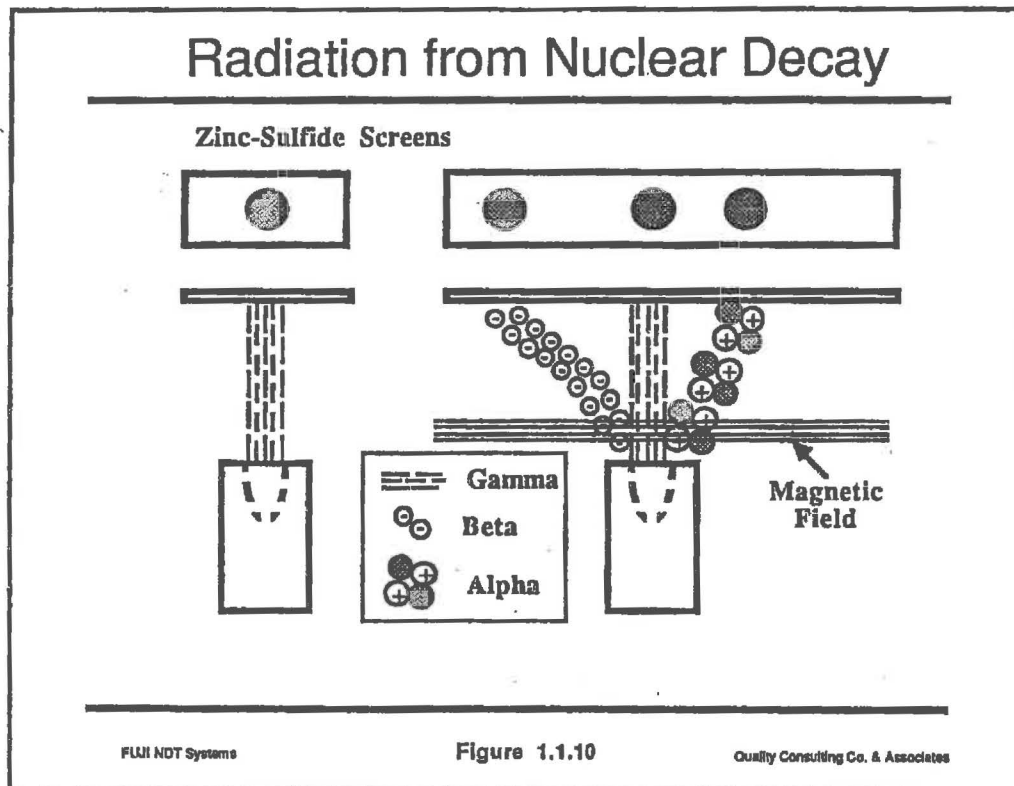 Radiation from Nuclear Decay
Zinc-Sulfide Screens
Magnetic
Field
Gamma
Beta
Alpha
FUJI NDT Systems
Figure 1.1.10
Quality Consulting Co. & Associates